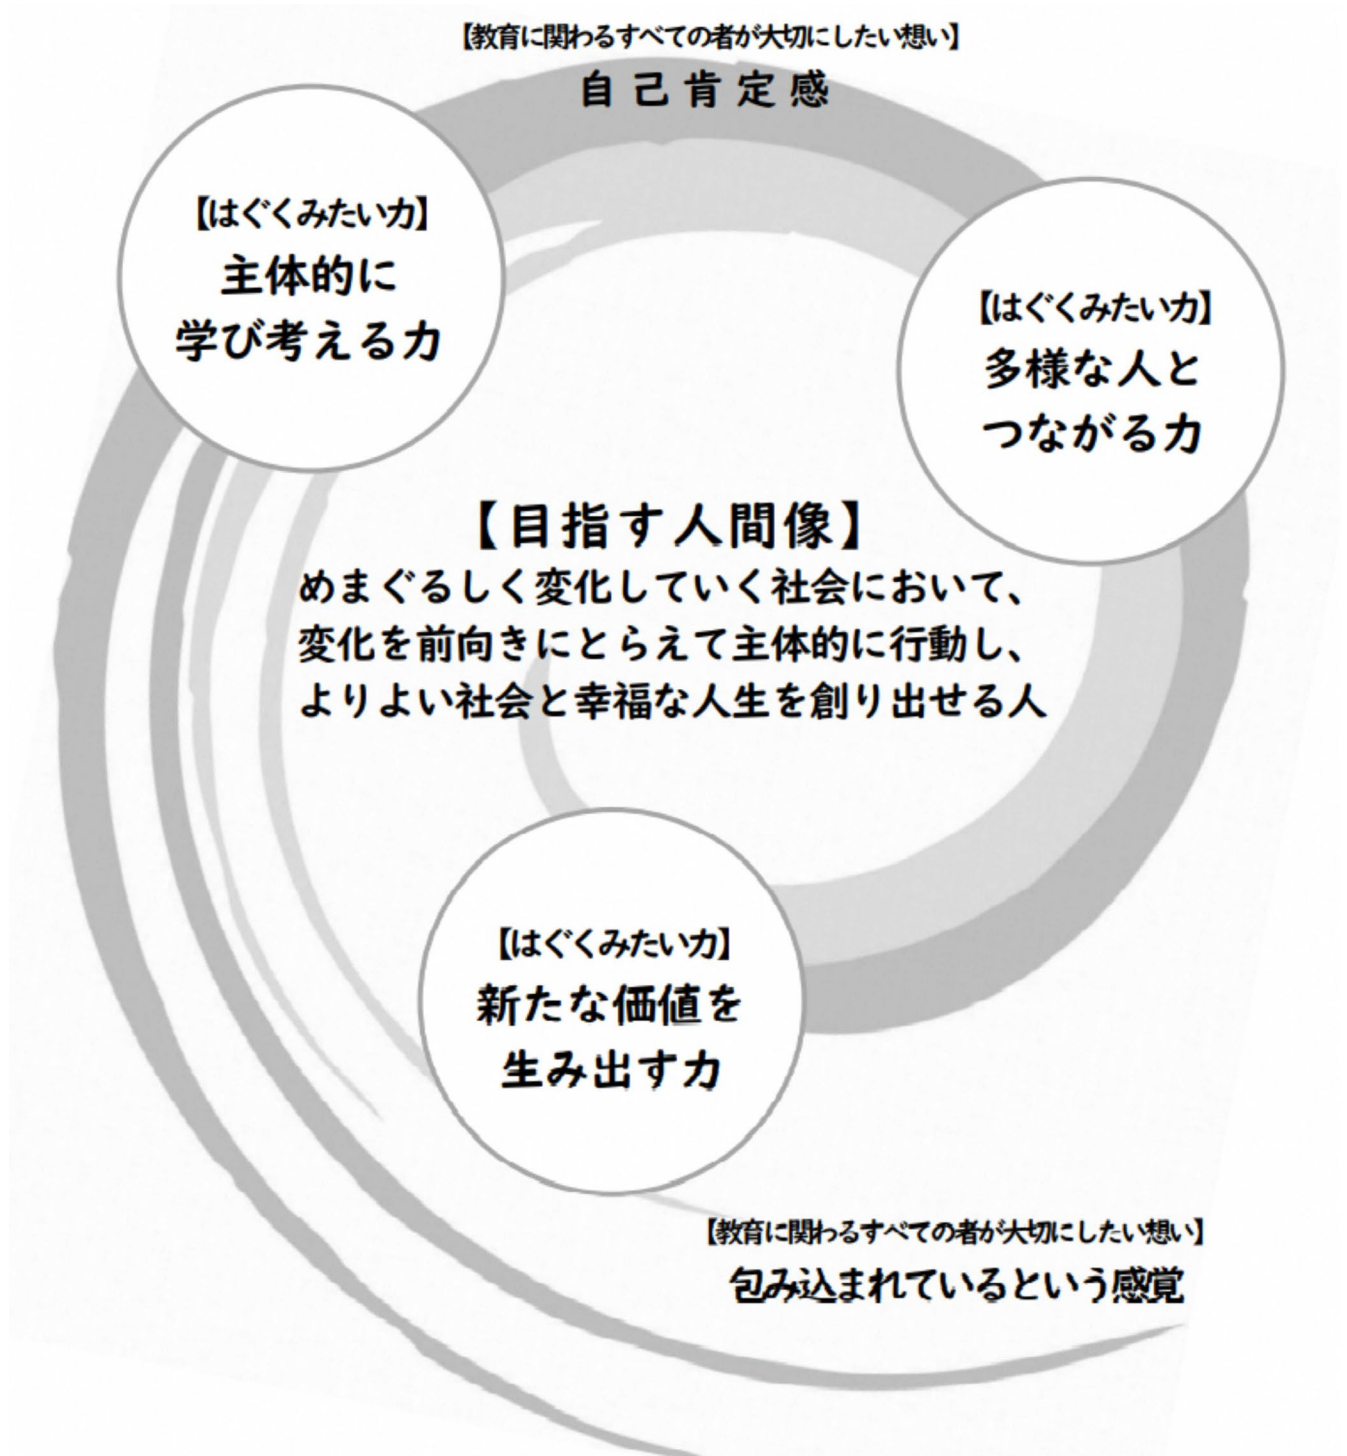 【教育に関わるすべての者が大切にしたい想い】
自己肯定感
【はぐくみたい力】
主体的に
学び考える力
【はぐくみたい力】
多様な人と
つながる力
【目指す人間像】
めまぐるしく変化していく社会において、
変化を前向きにとらえて主体的に行動し、
よりよい社会と幸福な人生を創り出せる人
【はぐくみたい力】
新たな価値を
生み出す力
【教育に関わるすべての者が大切にしたい想い】
包み込まれているという感覚